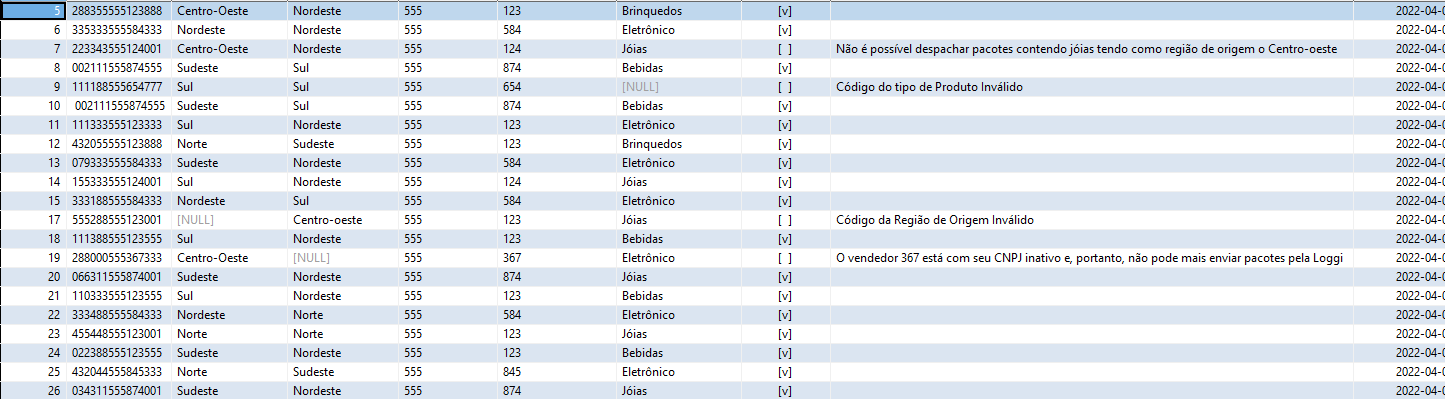 5 288355555123888 Centro-Oeste Nordeste 555 123 Brinquedos [v] 2022-04-0
6 335333555584333 Nordeste Nordeste 555 584 Eletrônico [v] 2022-04-0
7 223343555124001 Centro-Oeste Nordeste 555 124 Jóias [ ] Não é possível despachar pacotes contendo jóias tendo como região de origem o Centro-oeste 2022-04-0
8 002111555874555 Sudeste Sul 555 874 Bebidas [v] 2022-04-0
9 111188555654777 Sul Sul 555 654 [NULL] [ ] Código do tipo de Produto Inválido 2022-04-0
10 002111555874555 Sudeste Sul 555 874 Bebidas [v] 2022-04-0
11 111333555123333 Sul Nordeste 555 123 Eletrônico [v] 2022-04-0
12 432055555123888 Norte Sudeste 555 123 Brinquedos [v] 2022-04-0
13 079333555584333 Sudeste Nordeste 555 584 Eletrônico [v] 2022-04-0
14 155333555124001 Sul Nordeste 555 124 Jóias [v] 2022-04-0
15 333188555584333 Nordeste Sul 555 584 Eletrônico [v] 2022-04-0
17 555288555123001 [NULL] Centro-oeste 555 123 Jóias [ ] Código da Região de Origem Inválido 2022-04-0
18 111388555123555 Sul Nordeste 555 123 Bebidas [v] 2022-04-0
19 288000555367333 Centro-Oeste [NULL] 555 367 Eletrônico [ ] O vendedor 367 está com seu CNPJ inativo e, portanto, não pode mais enviar pacotes pela Loggi 2022-04-0
20 066311555874001 Sudeste Nordeste 555 874 Jóias [v] 2022-04-0
21 110333555123555 Sul Nordeste 555 123 Bebidas [v] 2022-04-0
22 333488555584333 Nordeste Norte 555 584 Eletrônico [v] 2022-04-0
23 455448555123001 Norte Norte 555 123 Jóias [v] 2022-04-0
24 022388555123555 Sudeste Nordeste 555 123 Bebidas [v] 2022-04-0
25 432044555845333 Norte Sudeste 555 845 Eletrônico [v] 2022-04-0
26 034311555874001 Sudeste Nordeste 555 874 Jóias [v] 2022-04-0